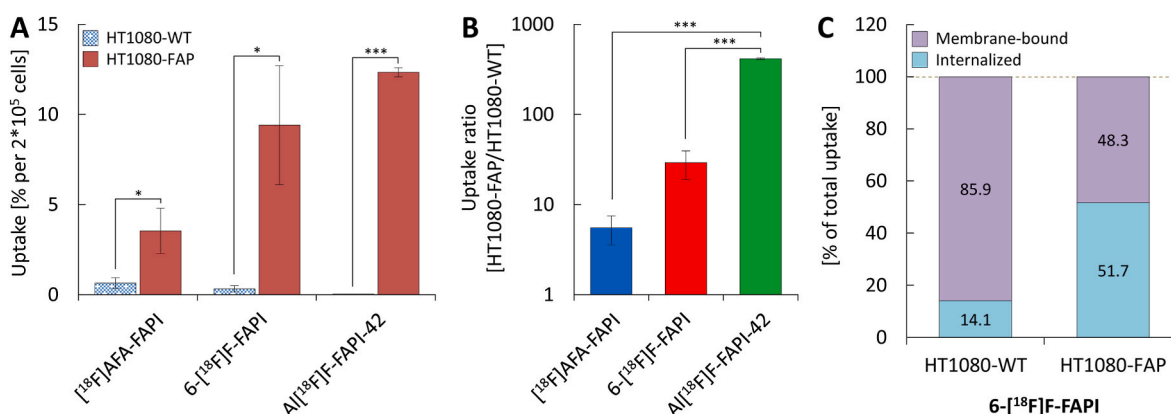 A
Uptake [% per 2*10⁵ cells]
15
10
5
0
HT1080-WT
HT1080-FAP
*
*
***
[¹⁸F]AFA-FAPI
6-[¹⁸F]F-FAPI
Al[¹⁸F]F-FAPI-42
B
Uptake ratio
[HT1080-FAP/HT1080-WT]
1000
100
10
1
***
***
[¹⁸F]AFA-FAPI
6-[¹⁸F]F-FAPI
Al[¹⁸F]F-FAPI-42
C
[% of total uptake]
120
100
80
60
40
20
0
Membrane-bound
Internalized
85.9
14.1
48.3
51.7
HT1080-WT
HT1080-FAP
6-[¹⁸F]F-FAPI